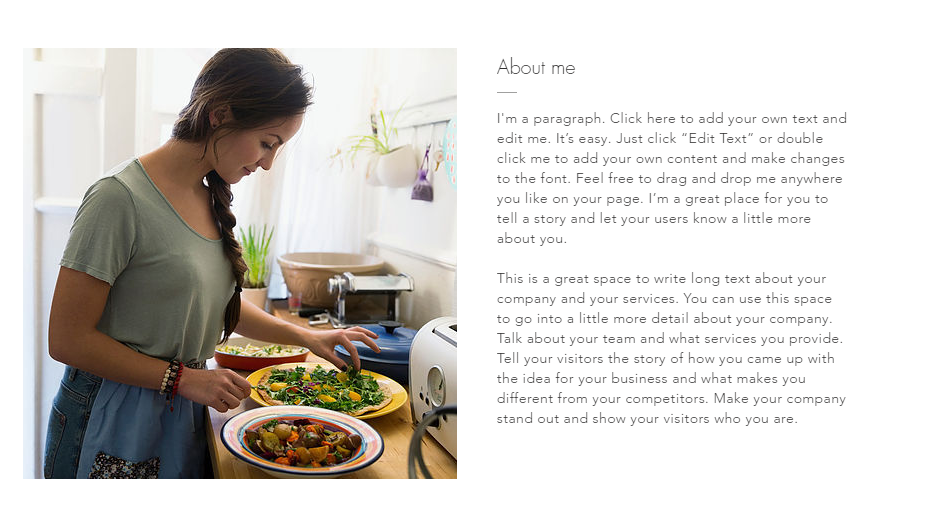 About me
I'm a paragraph. Click here to add your own text and
edit me. It’s easy. Just click “Edit Text” or double
click me to add your own content and make changes
to the font. Feel free to drag and drop me anywhere
you like on your page. I’m a great place for you to
tell a story and let your users know a little more
about you.
This is a great space to write long text about your
company and your services. You can use this space
to go into a little more detail about your company.
Talk about your team and what services you provide.
Tell your visitors the story of how you came up with
the idea for your business and what makes you
different from your competitors. Make your company
stand out and show your visitors who you are.